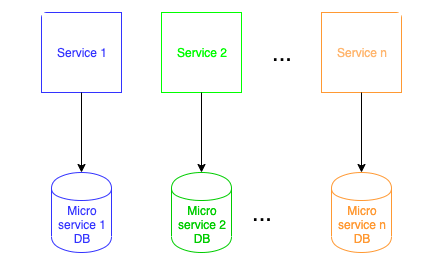 Service 1
Service 2
...
Service n
Micro
service 1
DB
Micro
service 2
DB
...
Micro
service n
DB